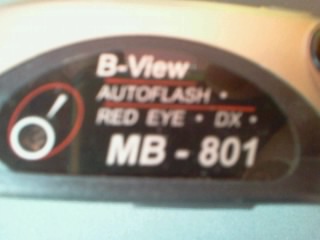 B-View
AUTOFLASH •
RED EYE • DX •
MB - 801